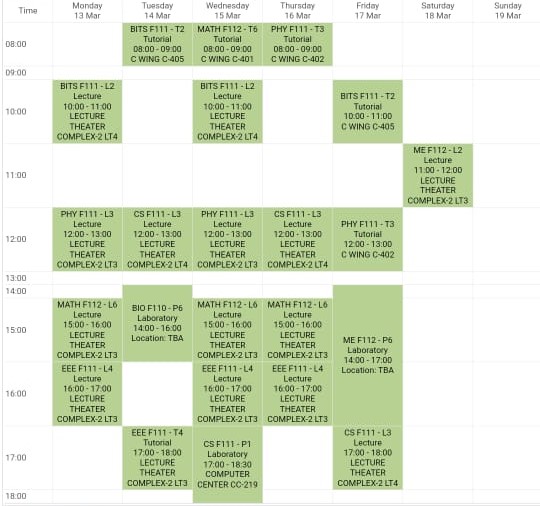 Time
Monday
13 Mar
Tuesday
14 Mar
Wednesday
15 Mar
Thursday
16 Mar
Friday
17 Mar
Saturday
18 Mar
Sunday
19 Mar
08:00
BITS F111 - T2
Tutorial
08:00 - 09:00
C WING C-405
MATH F112 - T6
Tutorial
08:00 - 09:00
C WING C-401
PHY F111 - T3
Tutorial
08:00 - 09:00
C WING C-402
09:00
10:00
BITS F111 - L2
Lecture
10:00 - 11:00
LECTURE
THEATER
COMPLEX-2 LT4
BITS F111 - L2
Lecture
10:00 - 11:00
LECTURE
THEATER
COMPLEX-2 LT4
BITS F111 - T2
Tutorial
10:00 - 11:00
C WING C-405
11:00
ME F112 - L2
Lecture
11:00 - 12:00
LECTURE
THEATER
COMPLEX-2 LT3
12:00
PHY F111 - L3
Lecture
12:00 - 13:00
LECTURE
THEATER
COMPLEX-2 LT3
CS F111 - L3
Lecture
12:00 - 13:00
LECTURE
THEATER
COMPLEX-2 LT4
PHY F111 - L3
Lecture
12:00 - 13:00
LECTURE
THEATER
COMPLEX-2 LT3
CS F111 - L3
Lecture
12:00 - 13:00
LECTURE
THEATER
COMPLEX-2 LT4
PHY F111 - T3
Tutorial
12:00 - 13:00
C WING C-402
13:00
14:00
15:00
MATH F112 - L6
Lecture
15:00 - 16:00
LECTURE
THEATER
COMPLEX-2 LT3
BIO F110 - P6
Laboratory
14:00 - 16:00
Location: TBA
MATH F112 - L6
Lecture
15:00 - 16:00
LECTURE
THEATER
COMPLEX-2 LT3
MATH F112 - L6
Lecture
15:00 - 16:00
LECTURE
THEATER
COMPLEX-2 LT3
ME F112 - P6
Laboratory
14:00 - 17:00
Location: TBA
16:00
EEE F111 - L4
Lecture
16:00 - 17:00
LECTURE
THEATER
COMPLEX-2 LT3
EEE F111 - L4
Lecture
16:00 - 17:00
LECTURE
THEATER
COMPLEX-2 LT3
EEE F111 - L4
Lecture
16:00 - 17:00
LECTURE
THEATER
COMPLEX-2 LT3
17:00
EEE F111 - T4
Tutorial
17:00 - 18:00
LECTURE
THEATER
COMPLEX-2 LT3
CS F111 - P1
Laboratory
17:00 - 18:30
COMPUTER
CENTER CC-219
CS F111 - L3
Lecture
17:00 - 18:00
LECTURE
THEATER
COMPLEX-2 LT4
18:00